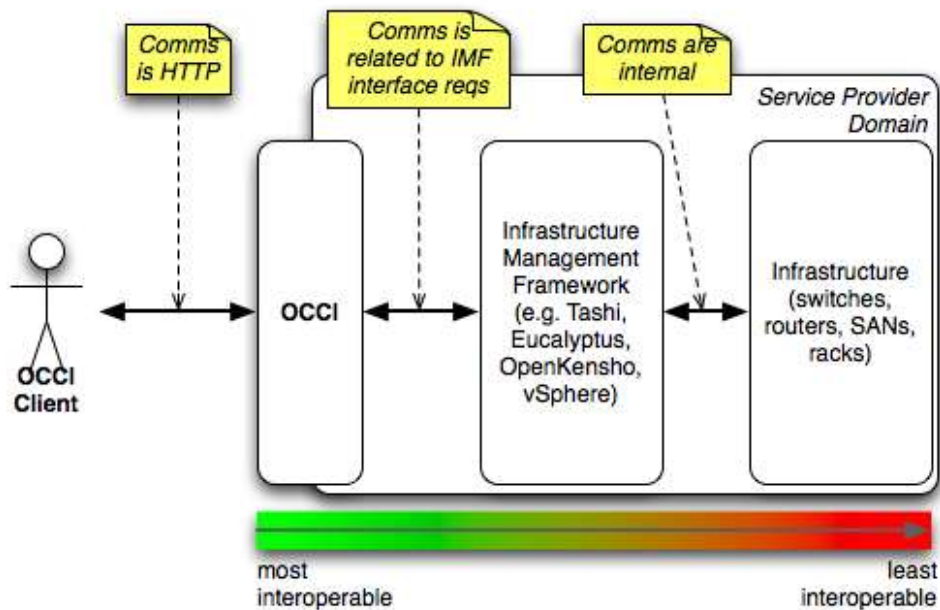 Comms
is HTTP
Comms is
related to IMF
interface reqs
Comms are
internal
Service Provider
Domain
OCCI
Client
OCCI
Infrastructure
Management
Framework
(e.g. Tashi,
Eucalyptus,
OpenKensho,
vSphere)
Infrastructure
(switches,
routers, SANs,
racks)
most
interoperable
least
interoperable